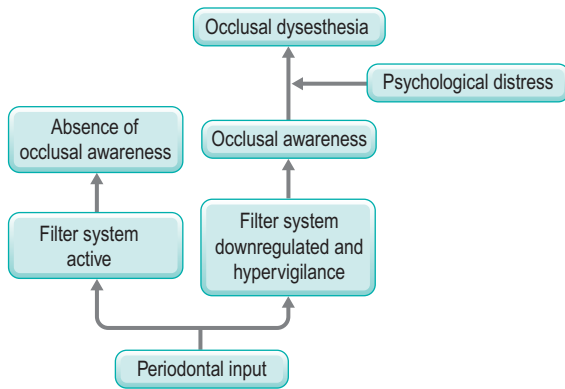 Occlusal dysesthesia
Psychological distress
Absence of
occlusal awareness
Occlusal awareness
Filter system
active
Filter system
downregulated and
hypervigilance
Periodontal input